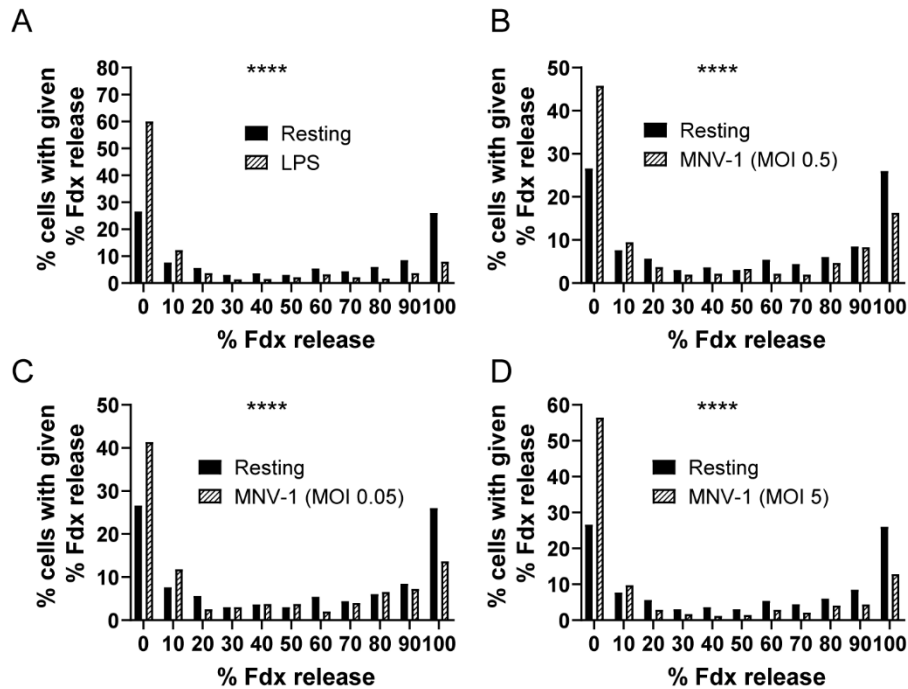 A
% cells with given
% Fdx release
80
70
60
50
40
30
20
10
0
****
Resting
LPS
0 10 20 30 40 50 60 70 80 90 100
% Fdx release
B
% cells with given
% Fdx release
50
40
30
20
10
0
****
Resting
MNV-1 (MOI 0.5)
0 10 20 30 40 50 60 70 80 90 100
% Fdx release
C
% cells with given
% Fdx release
50
40
30
20
10
0
****
Resting
MNV-1 (MOI 0.05)
0 10 20 30 40 50 60 70 80 90 100
% Fdx release
D
% cells with given
% Fdx release
60
50
40
30
20
10
0
****
Resting
MNV-1 (MOI 5)
0 10 20 30 40 50 60 70 80 90 100
% Fdx release